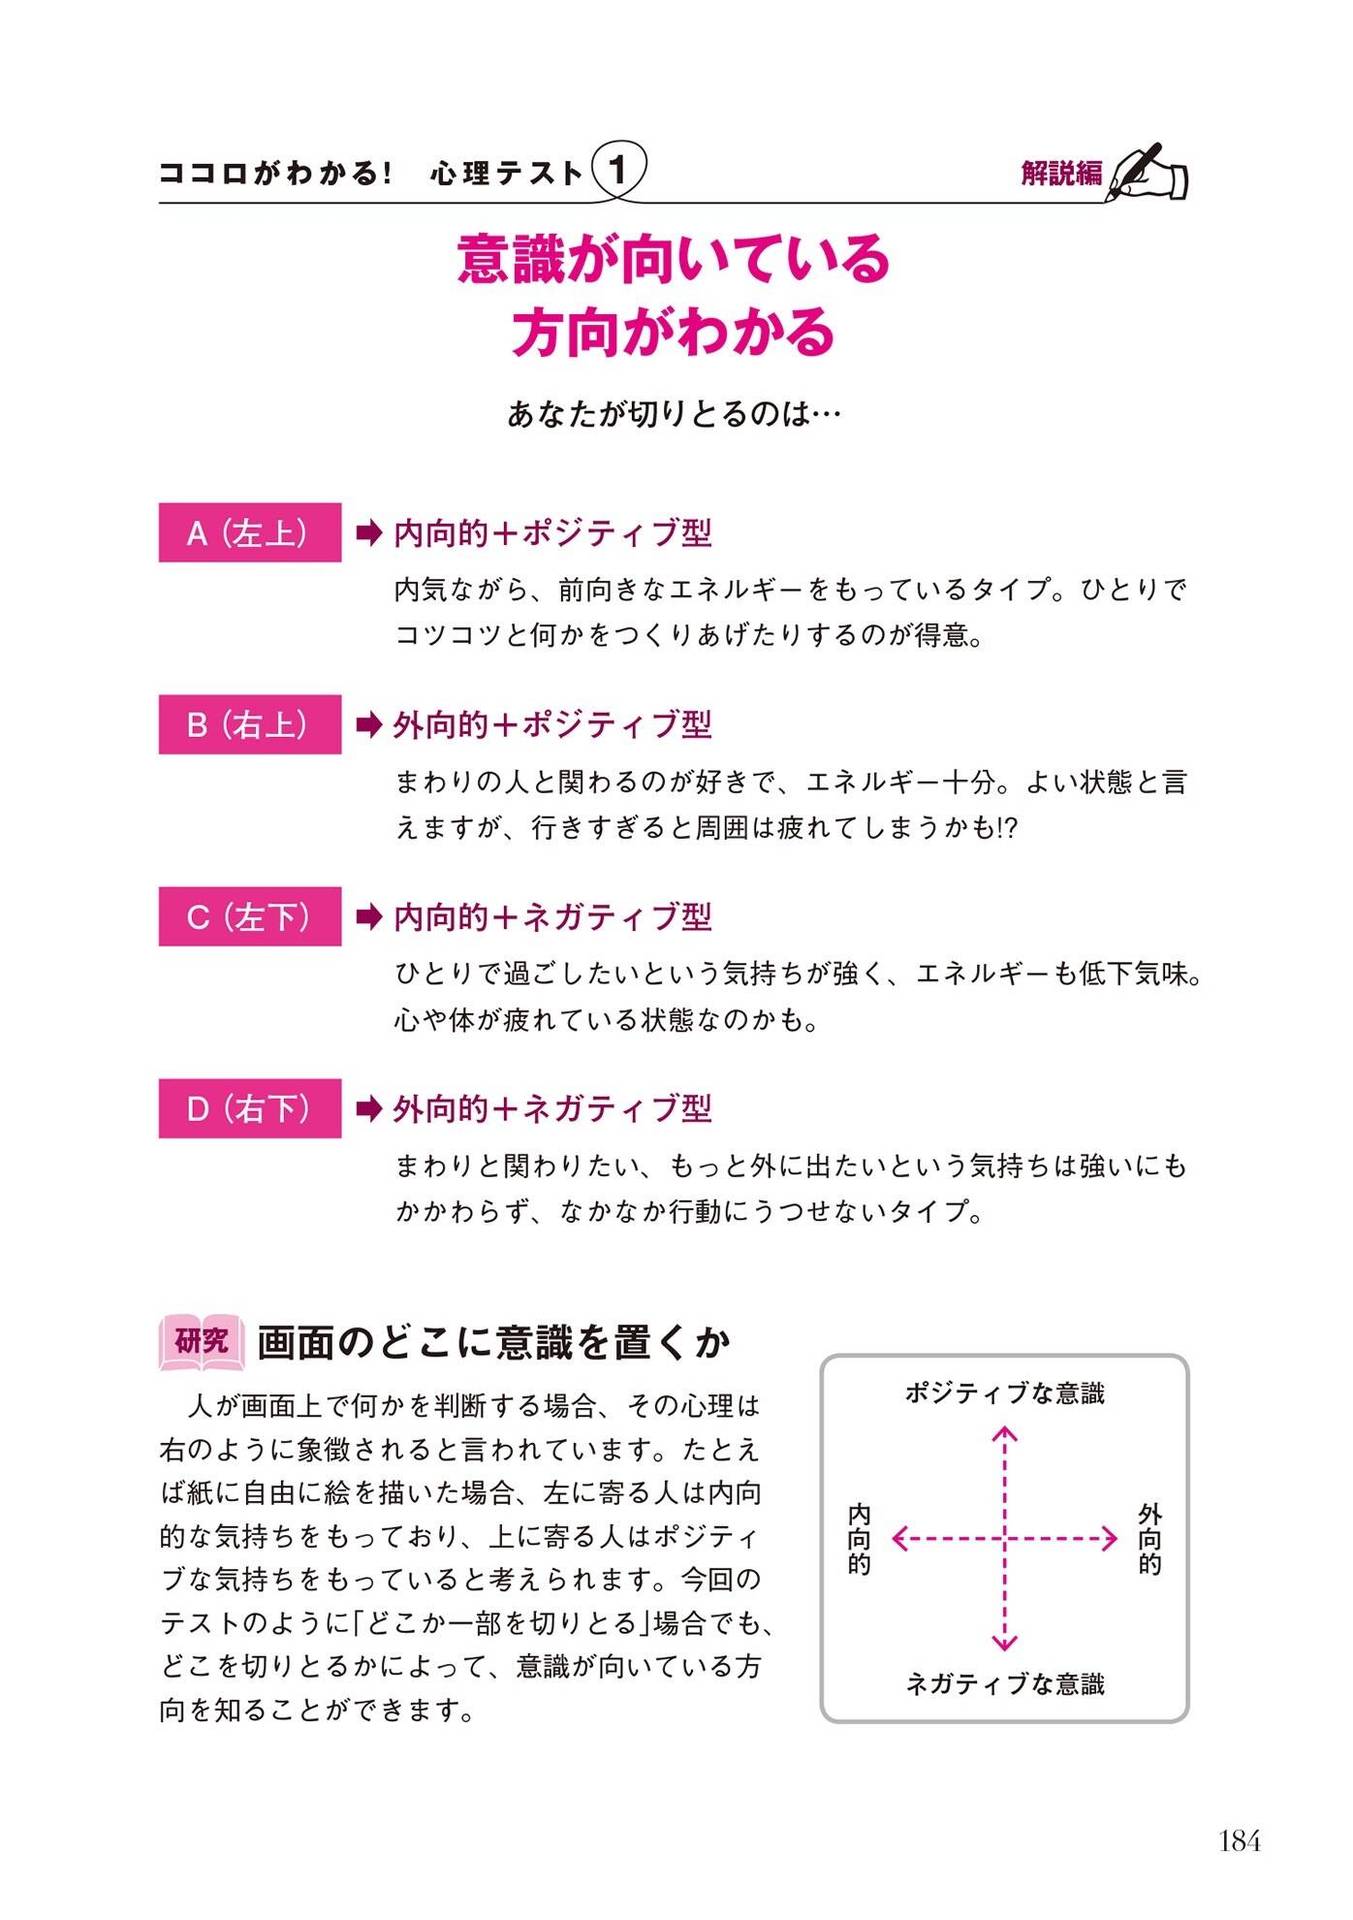 ココロがわかる！ 心理テスト 1
解説編
意識が向いている
方向がわかる
あなたが切りとるのは…
A（左上）
内向的＋ポジティブ型
内気ながら、前向きなエネルギーをもっているタイプ。ひとりで
コツコツと何かをつくりあげたりするのが得意。
B（右上）
外向的＋ポジティブ型
まわりの人と関わるのが好きで、エネルギー十分。よい状態と言
えますが、行きすぎると周囲は疲れてしまうかも!?
C（左下）
内向的＋ネガティブ型
ひとりで過ごしたいという気持ちが強く、エネルギーも低下気味。
心や体が疲れている状態なのかも。
D（右下）
外向的＋ネガティブ型
まわりと関わりたい、もっと外に出たいという気持ちは強いにも
かかわらず、なかなか行動にうつせないタイプ。
研究 画面のどこに意識を置くか
人が画面上で何かを判断する場合、その心理は
右のように象徴されると言われています。たとえ
ば紙に自由に絵を描いた場合、左に寄る人は内向
的な気持ちをもっており、上に寄る人はポジティ
ブな気持ちをもっていると考えられます。今回の
テストのように「どこか一部を切りとる」場合でも、
どこを切りとるかによって、意識が向いている方
向を知ることができます。
ポジティブな意識
内向的
外向的
ネガティブな意識
184